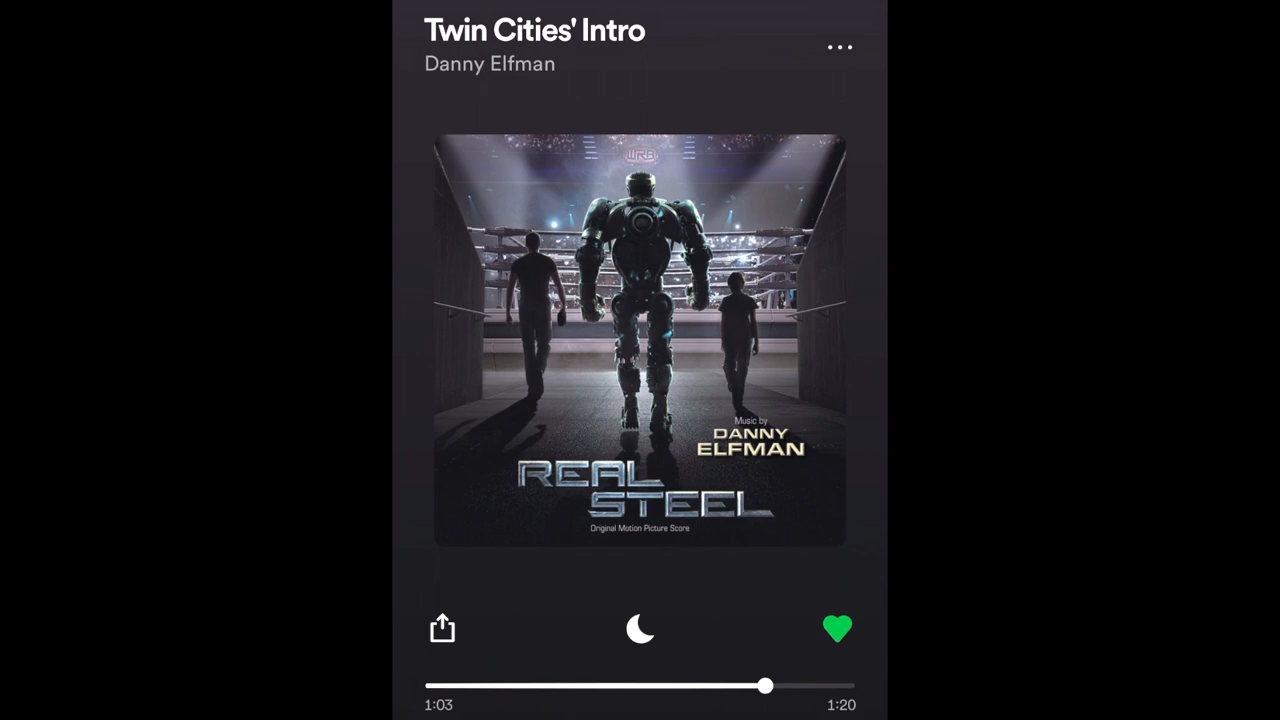 Twin Cities' Intro
Danny Elfman
WRB
Music by
DANNY
ELFMAN
REAL
STEEL
Original Motion Picture Score
1:03
1:20